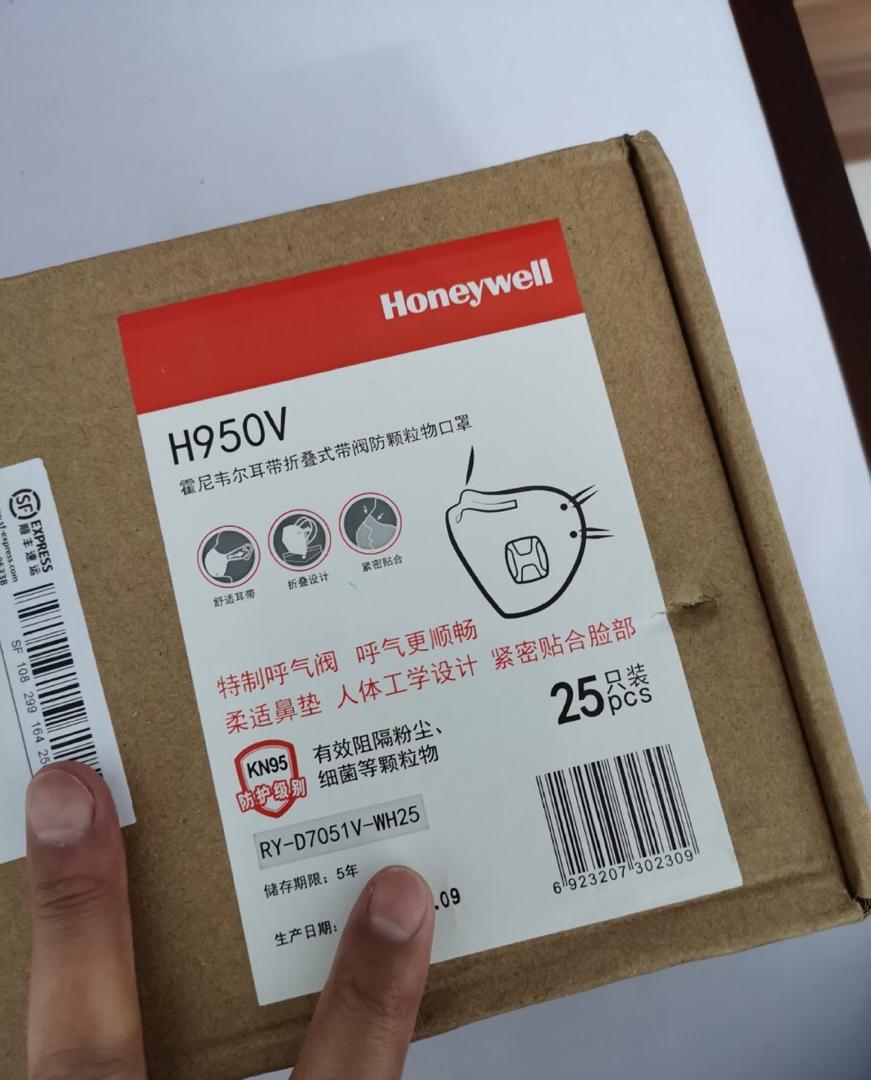 Honeywell
H950V
霍尼韦尔耳带折叠式带阀防颗粒物口罩
舒适耳带
折叠设计
紧密贴合
特制呼气阀 呼气更顺畅
柔适鼻垫 人体工学设计 紧密贴合脸部
25只装
pcs
KN95
防护级别
有效阻隔粉尘、
细菌等颗粒物
RY-D7051V-WH25
储存期限：5年
生产日期：
.09
6 923207 302309
SF EXPRESS
顺丰速运
SF 108 299 164 25